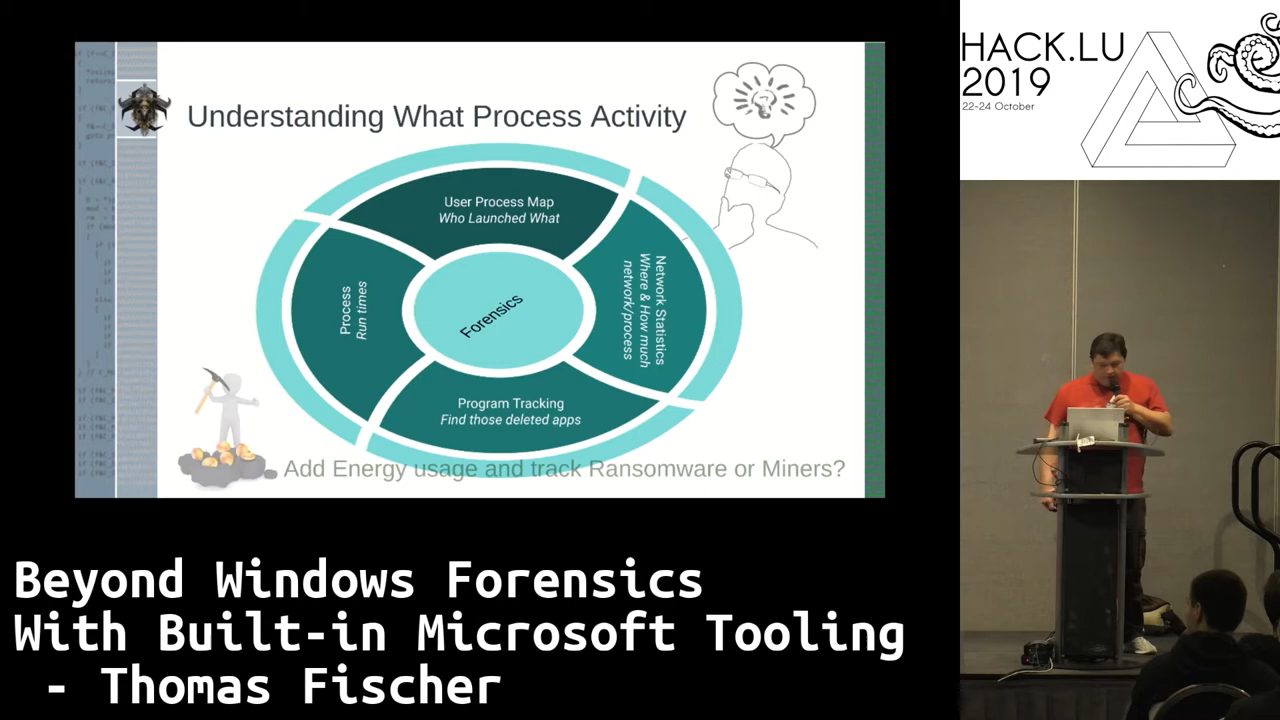 HACK.LU
2019
22-24 October
Understanding What Process Activity
User Process Map
Who Launched What
Network Statistics
Where & How much
network/process
Process
Run times
Forensics
Program Tracking
Find those deleted apps
Add Energy usage and track Ransomware or Miners?
Beyond Windows Forensics
With Built-in Microsoft Tooling
- Thomas Fischer